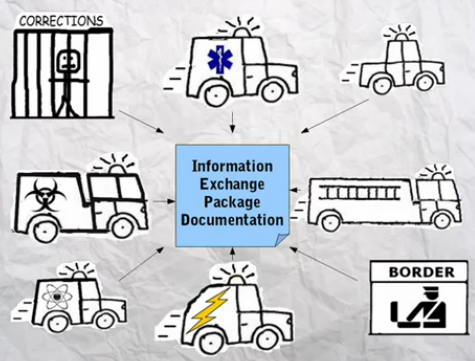 CORRECTIONS
Information
Exchange
Package
Documentation
BORDER